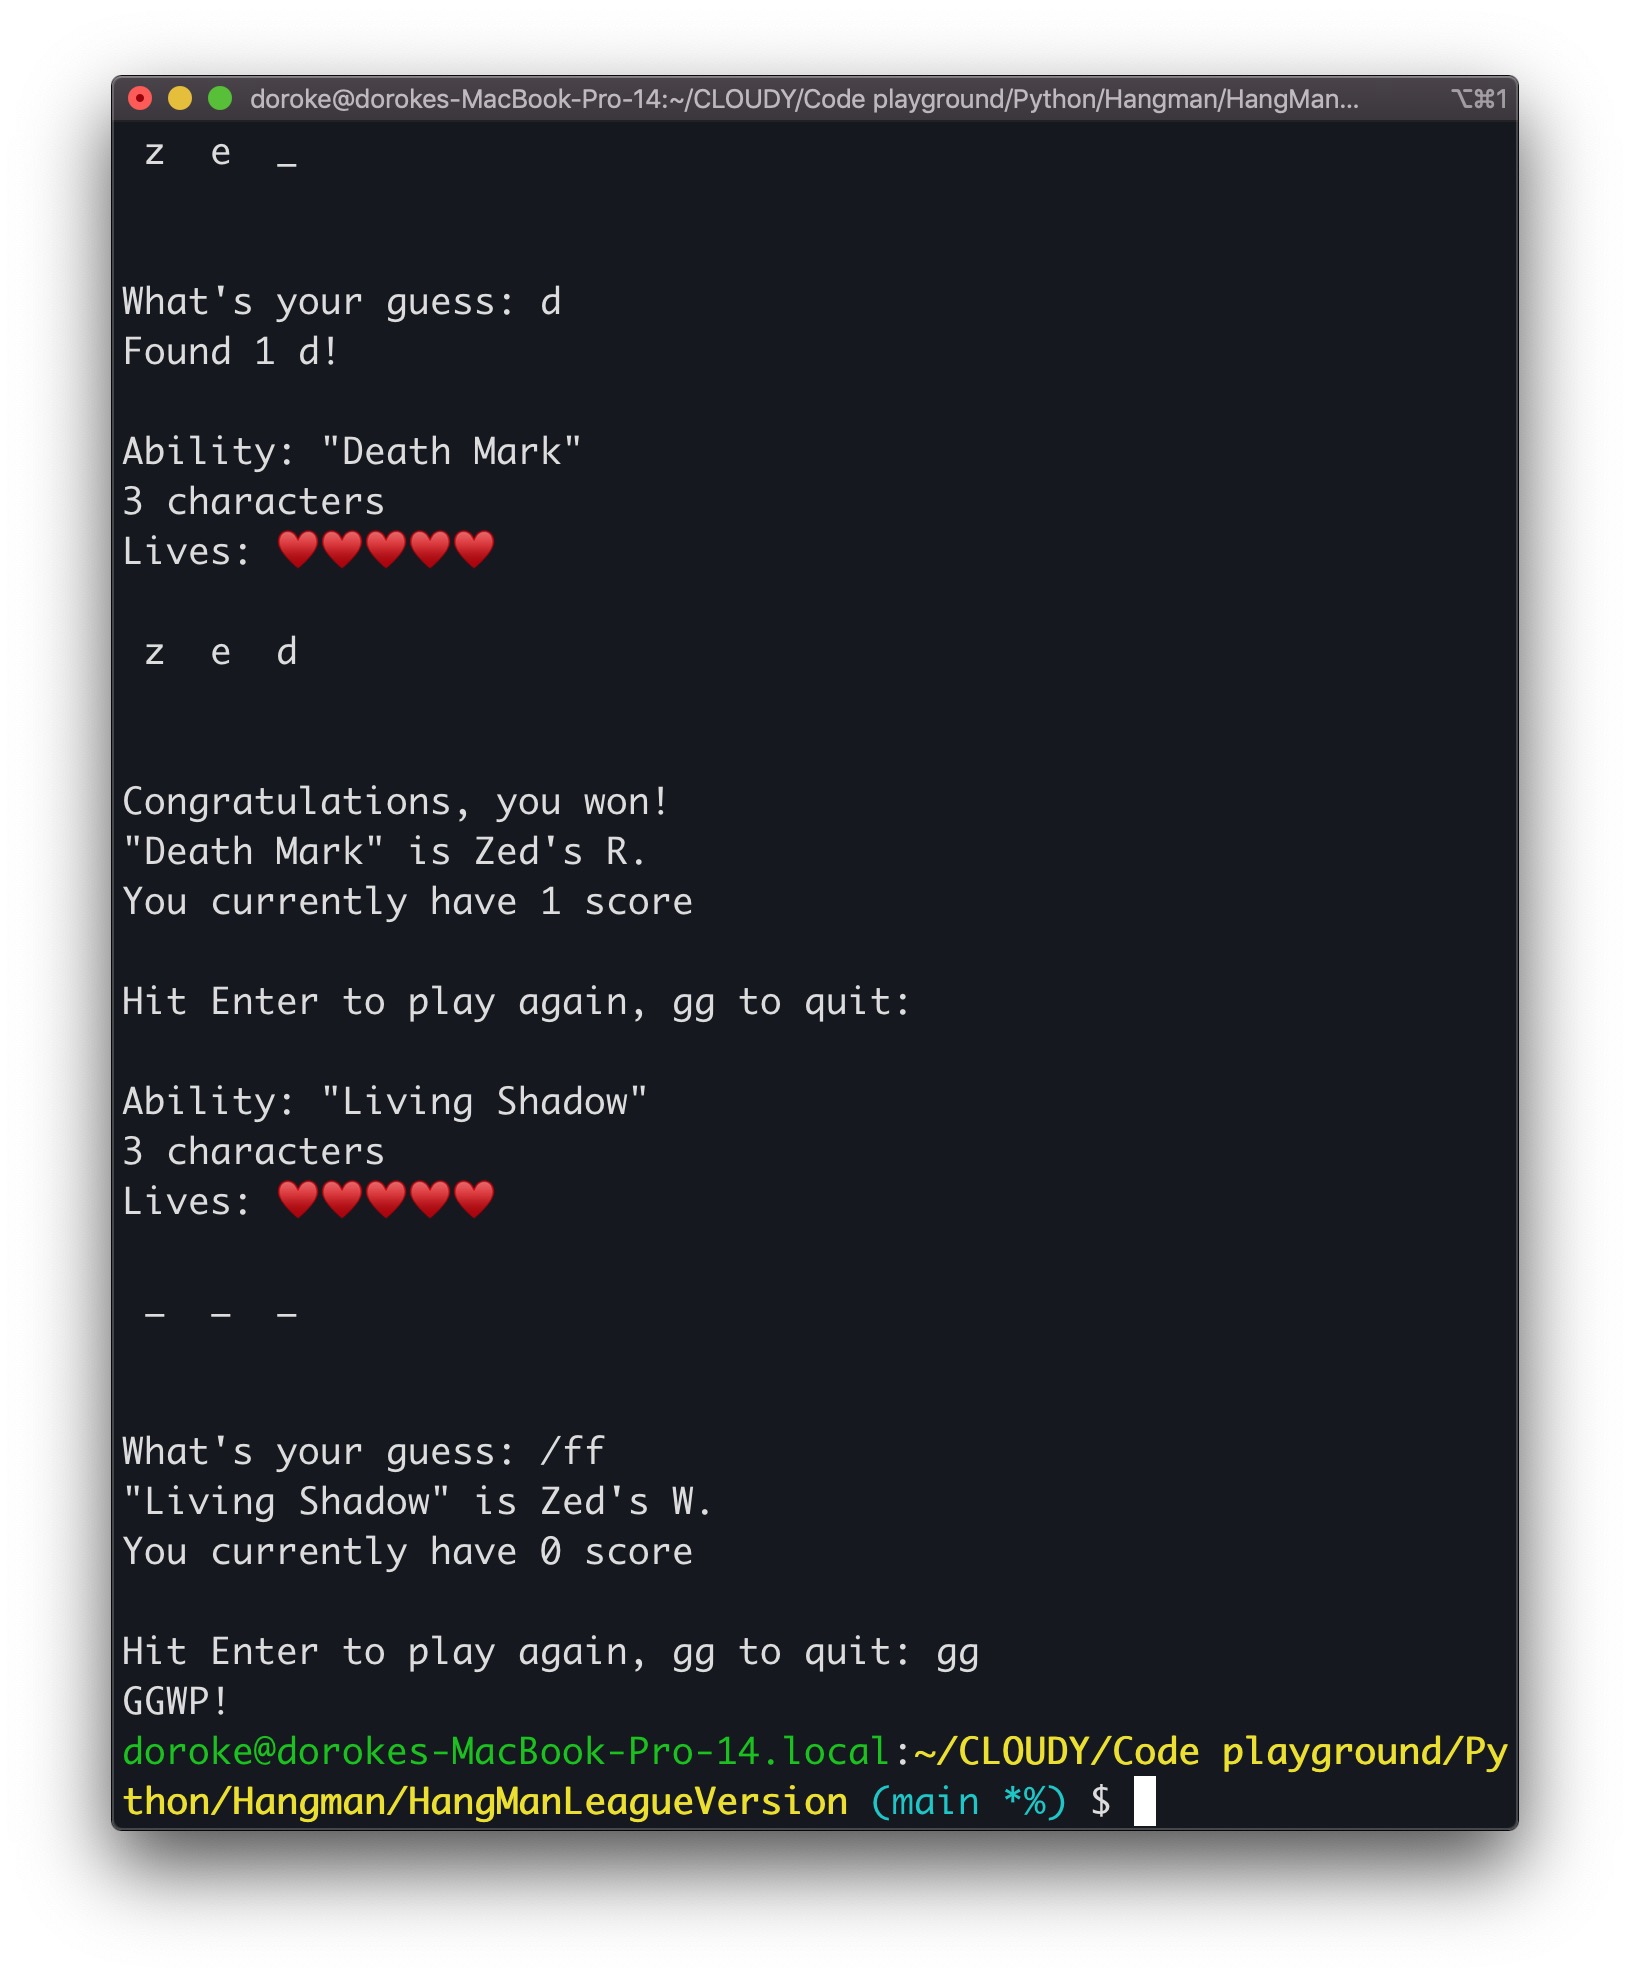 doroke@dorokes-MacBook-Pro-14:~/CLOUDY/Code playground/Python/Hangman/HangMan... ⌥⌘1
z e _
What's your guess: d
Found 1 d!
Ability: "Death Mark"
3 characters
Lives: ♥♥♥♥♥
z e d
Congratulations, you won!
"Death Mark" is Zed's R.
You currently have 1 score
Hit Enter to play again, gg to quit:
Ability: "Living Shadow"
3 characters
Lives: ♥♥♥♥♥
_ _ _
What's your guess: /ff
"Living Shadow" is Zed's W.
You currently have 0 score
Hit Enter to play again, gg to quit: gg
GGWP!
doroke@dorokes-MacBook-Pro-14.local:~/CLOUDY/Code playground/Py
thon/Hangman/HangManLeagueVersion (main *%) $